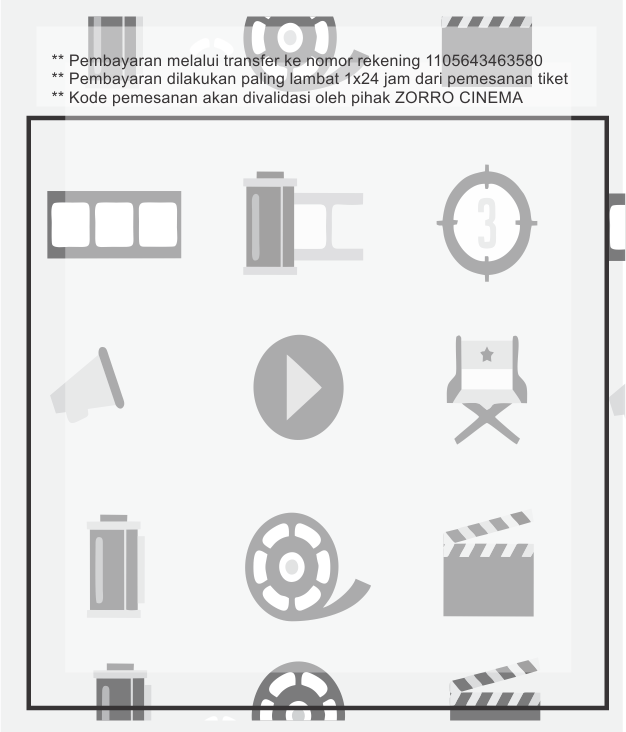 ** Pembayaran melalui transfer ke nomor rekening 1105643463580
** Pembayaran dilakukan paling lambat 1x24 jam dari pemesanan tiket
** Kode pemesanan akan divalidasi oleh pihak ZORRO CINEMA
3